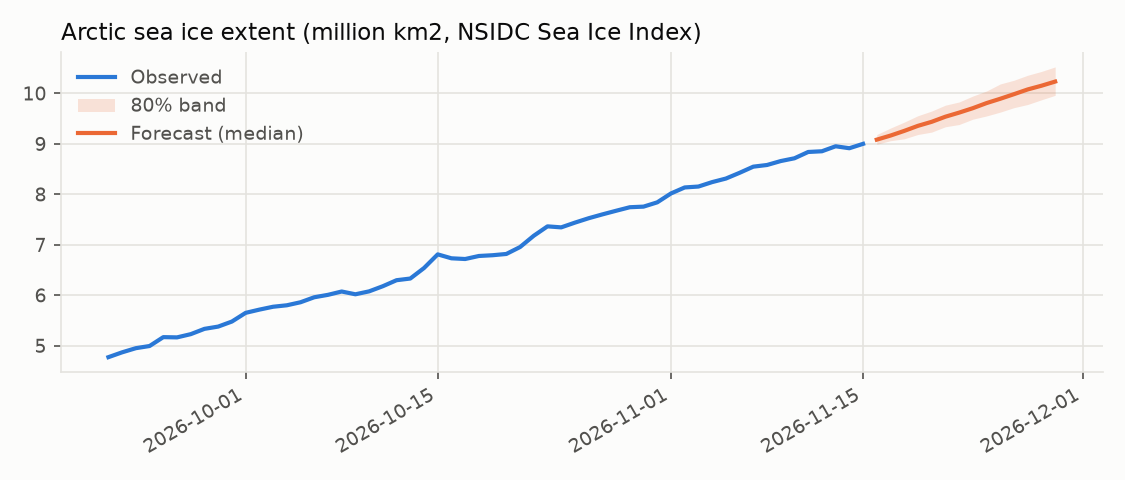 Arctic sea ice extent (million km2, NSIDC Sea Ice Index)
Observed
80% band
Forecast (median)
10
9
8
7
6
5
2026-10-01
2026-10-15
2026-11-01
2026-11-15
2026-12-01